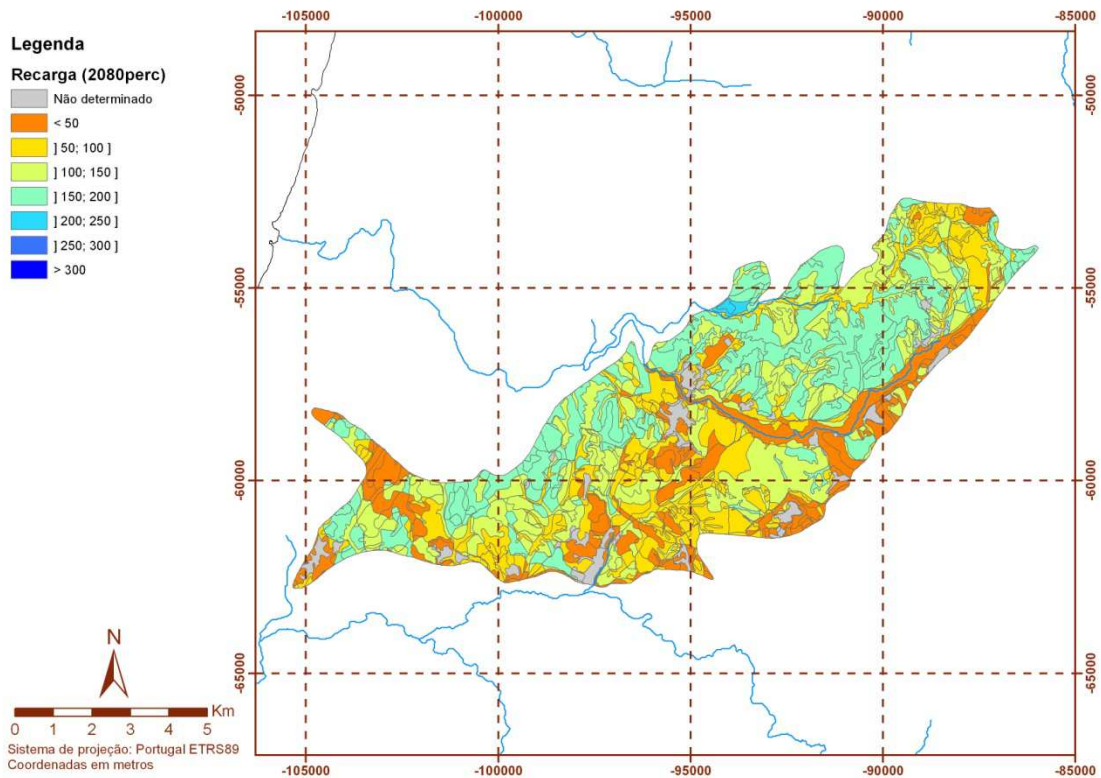 -105000
-100000
-95000
-90000
-85000
Legenda
Recarga (2080perc)
Não determinado
< 50
] 50; 100 ]
] 100; 150 ]
] 150; 200 ]
] 200; 250 ]
] 250; 300 ]
> 300
-50000
-50000
-55000
-55000
-60000
-60000
-65000
-65000
N
Km
0 1 2 3 4 5
Sistema de projeção: Portugal ETRS89
Coordenadas em metros
-105000
-100000
-95000
-90000
-85000